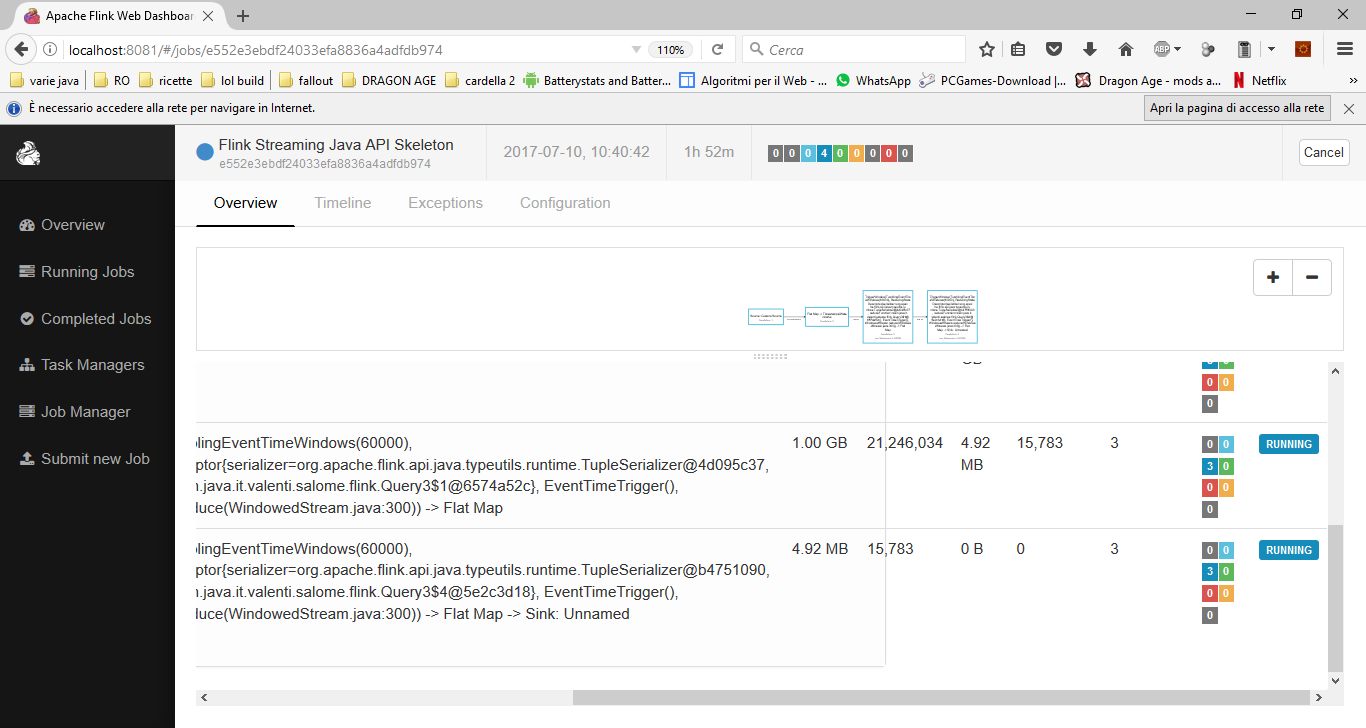 Apache Flink Web Dashboar
localhost:8081/#/jobs/e552e3ebdf24033efa8836a4adfdb974
110%
Cerca
ABP
varie java
RO
ricette
lol build
fallout
DRAGON AGE
cardella 2
Batterystats and Batter...
Algoritmi per il Web - ...
WhatsApp
PCGames-Download |...
Dragon Age - mods a...
Netflix
È necessario accedere alla rete per navigare in Internet.
Apri la pagina di accesso alla rete
Flink Streaming Java API Skeleton
e552e3ebdf24033efa8836a4adfdb974
2017-07-10, 10:40:42
1h 52m
0 0 0 4 0 0 0 0 0
Cancel
Overview
Running Jobs
Completed Jobs
Task Managers
Job Manager
Submit new Job
Overview
Timeline
Exceptions
Configuration
+
−
0 0
0
lingEventTimeWindows(60000),
ptor{serializer=org.apache.flink.api.java.typeutils.runtime.TupleSerializer@4d095c37,
.java.it.valenti.salome.flink.Query3$1@6574a52c}, EventTimeTrigger(),
luce(WindowedStream.java:300)) -> Flat Map
1.00 GB
21,246,034
4.92
MB
15,783
3
0 0
3 0
0 0
0
RUNNING
lingEventTimeWindows(60000),
ptor{serializer=org.apache.flink.api.java.typeutils.runtime.TupleSerializer@b4751090,
.java.it.valenti.salome.flink.Query3$4@5e2c3d18}, EventTimeTrigger(),
luce(WindowedStream.java:300)) -> Flat Map -> Sink: Unnamed
4.92 MB
15,783
0 B
0
3
0 0
3 0
0 0
0
RUNNING